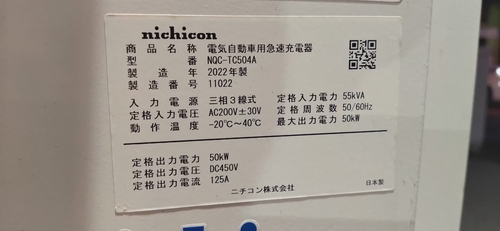 nichicon
商品名称 電気自動車用急速充電器
型番 NQC-TC504A
製造年 2022年製
製造番号 11022
入力電源 三相3線式 定格入力電力 55kVA
定格入力電圧 AC200V±30V 定格周波数 50/60Hz
動作温度 -20℃~40℃ 最大出力電力 50kW
定格出力電力 50kW
定格出力電圧 DC450V
定格出力電流 125A
ニチコン株式会社 日本製